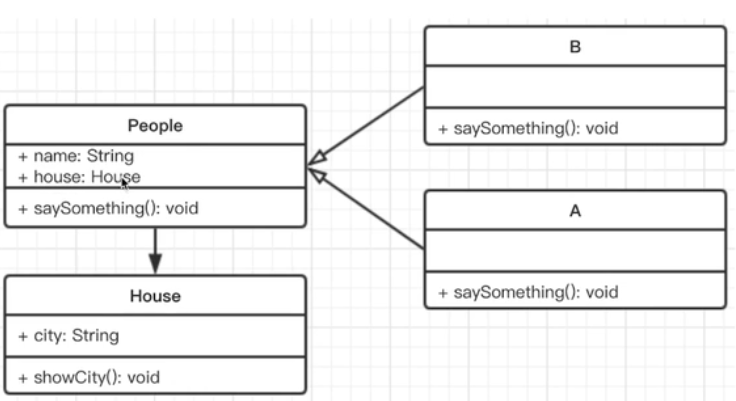 People
+ name: String
+ house: House
+ saySomething(): void
House
+ city: String
+ showCity(): void
B
+ saySomething(): void
A
+ saySomething(): void